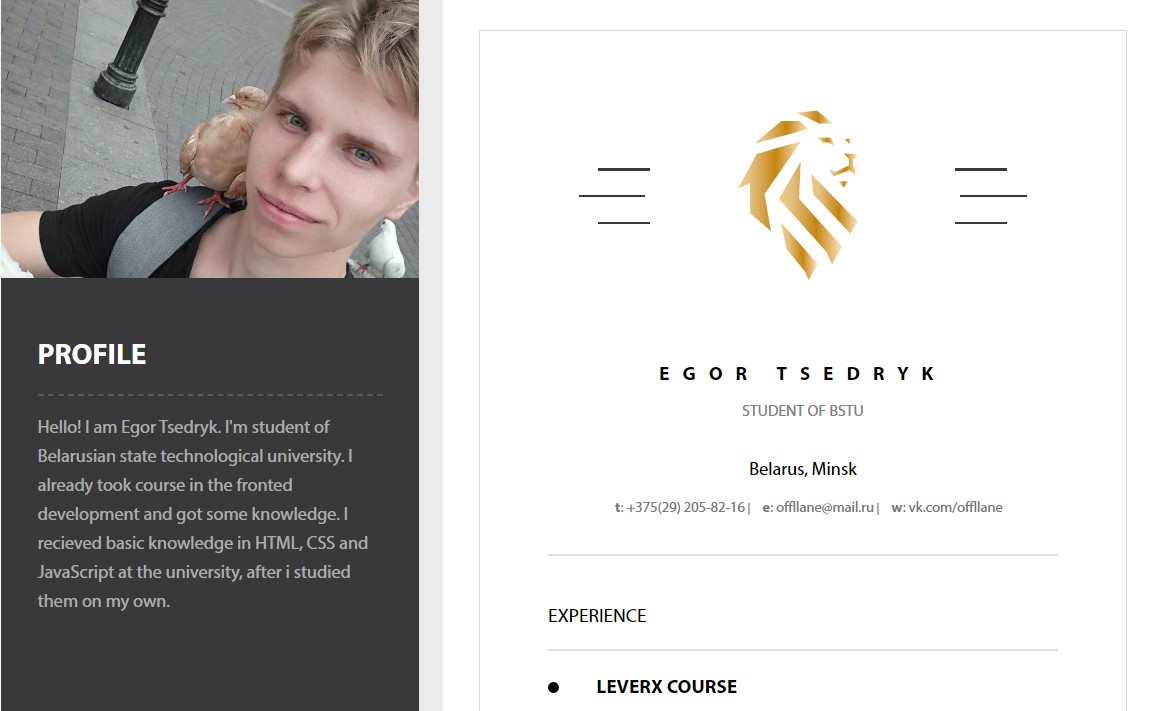 PROFILE
Hello! I am Egor Tsedryk. I'm student of
Belarusian state technological university. I
already took course in the fronted
development and got some knowledge. I
recieved basic knowledge in HTML, CSS and
JavaScript at the university, after i studied
them on my own.
EGOR TSEDRYK
STUDENT OF BSTU
Belarus, Minsk
t: +375(29) 205-82-16 | e: offllane@mail.ru | w: vk.com/offllane
EXPERIENCE
LEVERX COURSE